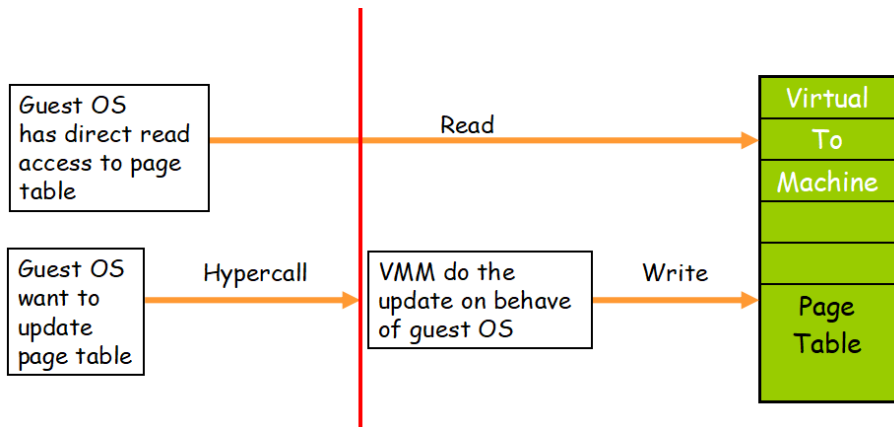 Guest OS
has direct read
access to page
table
Read
Virtual
To
Machine
Guest OS
want to
update
page table
Hypercall
VMM do the
update on behave
of guest OS
Write
Page
Table